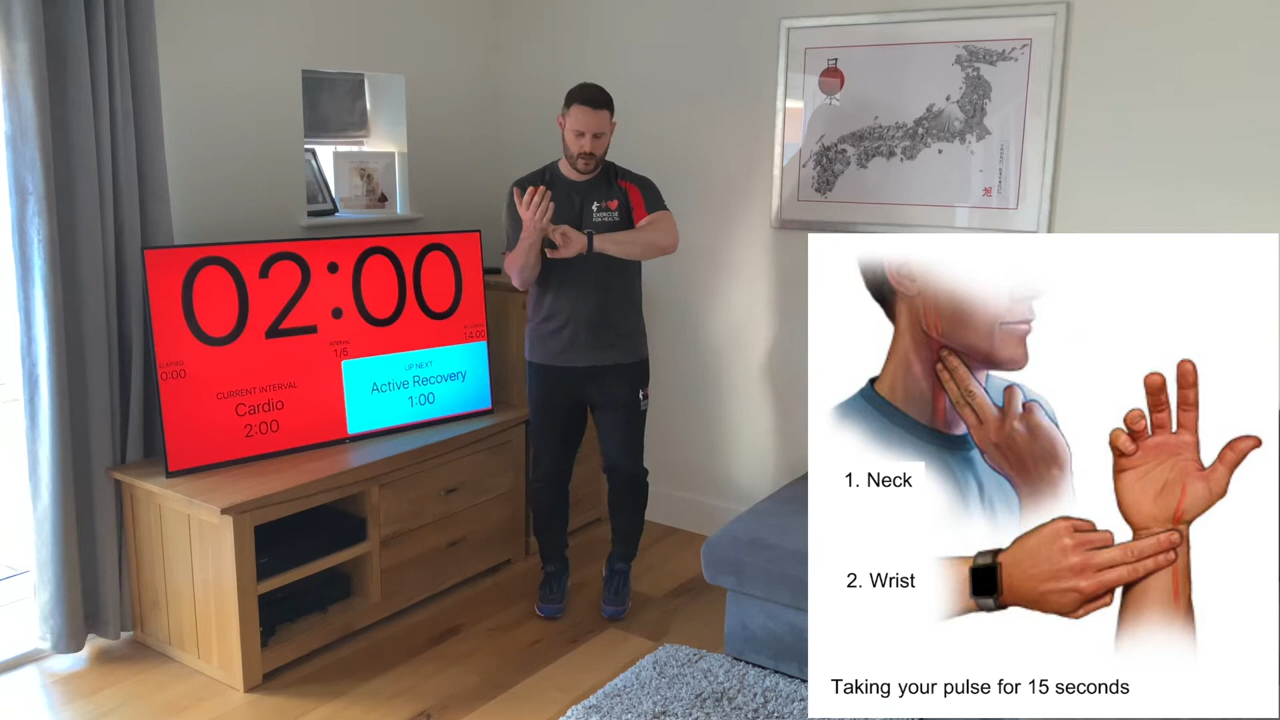 02:00
ELAPSED
0:00
INTERVAL
1/5
14:00
CURRENT INTERVAL
Cardio
2:00
UP NEXT
Active Recovery
1:00
EXERCISE
FOR HEALTH
旭
1. Neck
2. Wrist
Taking your pulse for 15 seconds